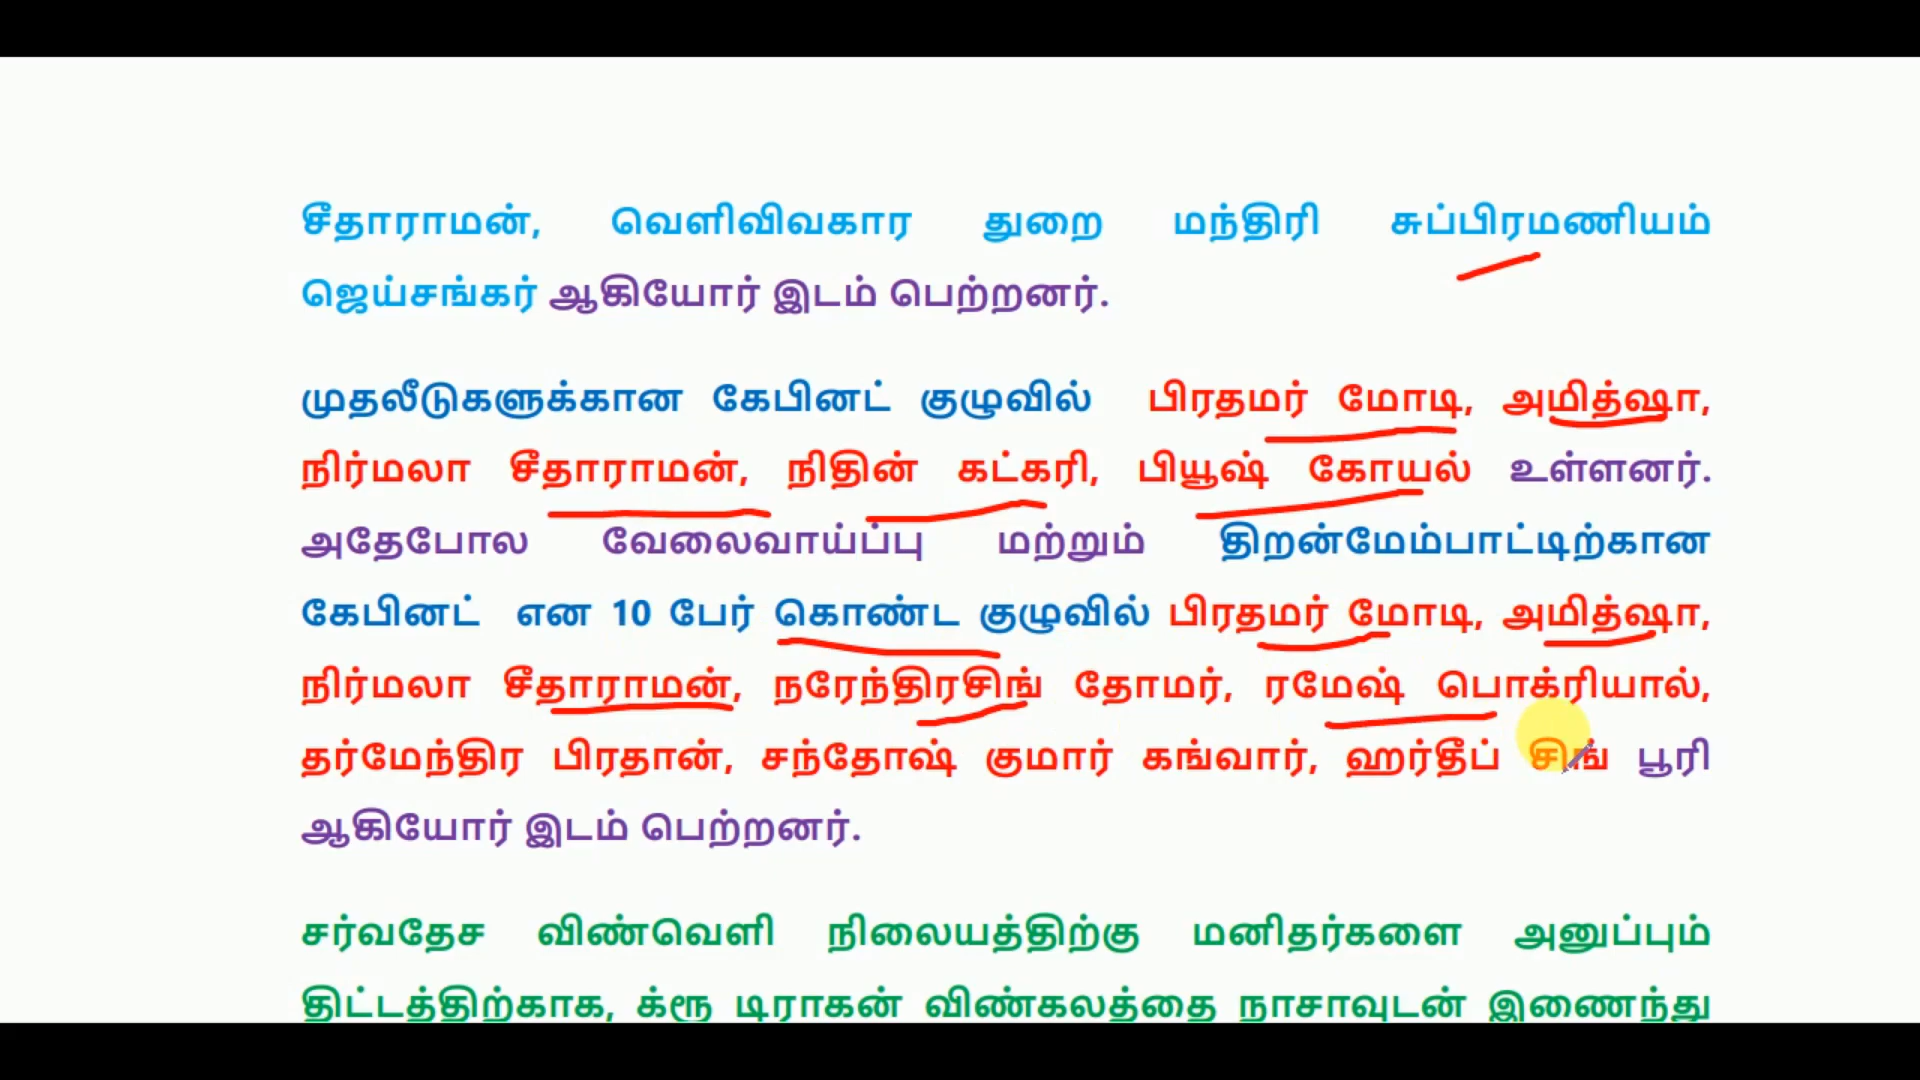 சீதாராமன், வெளிவிவகார துறை மந்திரி சுப்பிரமணியம்
ஜெய்சங்கர் ஆகியோர் இடம் பெற்றனர்.
முதலீடுகளுக்கான கேபினட் குழுவில் பிரதமர் மோடி, அமித்ஷா,
நிர்மலா சீதாராமன், நிதின் கட்கரி, பியூஷ் கோயல் உள்ளனர்.
அதேபோல வேலைவாய்ப்பு மற்றும் திறன்மேம்பாட்டிற்கான
கேபினட் என 10 பேர் கொண்ட குழுவில் பிரதமர் மோடி, அமித்ஷா,
நிர்மலா சீதாராமன், நரேந்திரசிங் தோமர், ரமேஷ் பொக்ரியால்,
தர்மேந்திர பிரதான், சந்தோஷ் குமார் கங்வார், ஹர்தீப் சிங் பூரி
ஆகியோர் இடம் பெற்றனர்.
சர்வதேச விண்வெளி நிலையத்திற்கு மனிதர்களை அனுப்பும்
திட்டத்திற்காக, க்ரூ டிராகன் விண்கலத்தை நாசாவுடன் இணைந்து